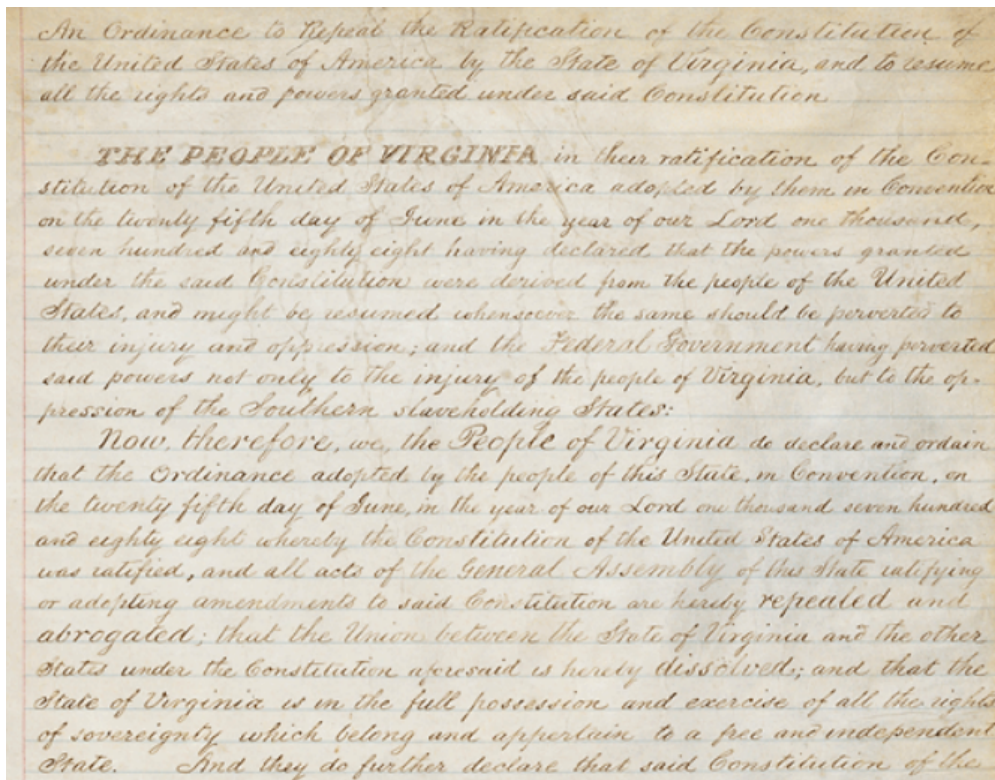 An Ordinance to Repeal the Ratification of the Constitution of
the United States of America by the State of Virginia, and to resume
all the rights and powers granted under said Constitution
THE PEOPLE OF VIRGINIA in their ratification of the Con-
stitution of the United States of America adopted by them in Convention
on the twenty fifth day of June in the year of our Lord one thousand,
seven hundred and eighty eight having declared that the powers granted
under the said Constitution were derived from the people of the United
States, and might be resumed whensoever the same should be perverted to
their injury and oppression; and the Federal Government having perverted
said powers not only to the injury of the people of Virginia, but to the op-
pression of the Southern slaveholding States:
Now, therefore, we, the People of Virginia do declare and ordain
that the Ordinance adopted by the people of this State, in Convention, on
the twenty fifth day of June, in the year of our Lord one thousand seven hundred
and eighty eight whereby the Constitution of the United States of America
was ratified, and all acts of the General Assembly of this State ratifying
or adopting amendments to said Constitution are hereby repealed and
abrogated; that the Union between the State of Virginia and the other
States under the Constitution aforesaid is hereby dissolved; and that the
State of Virginia is in the full possession and exercise of all the rights
of sovereignty which belong and appertain to a free and independent
State. And they do further declare that said Constitution of the